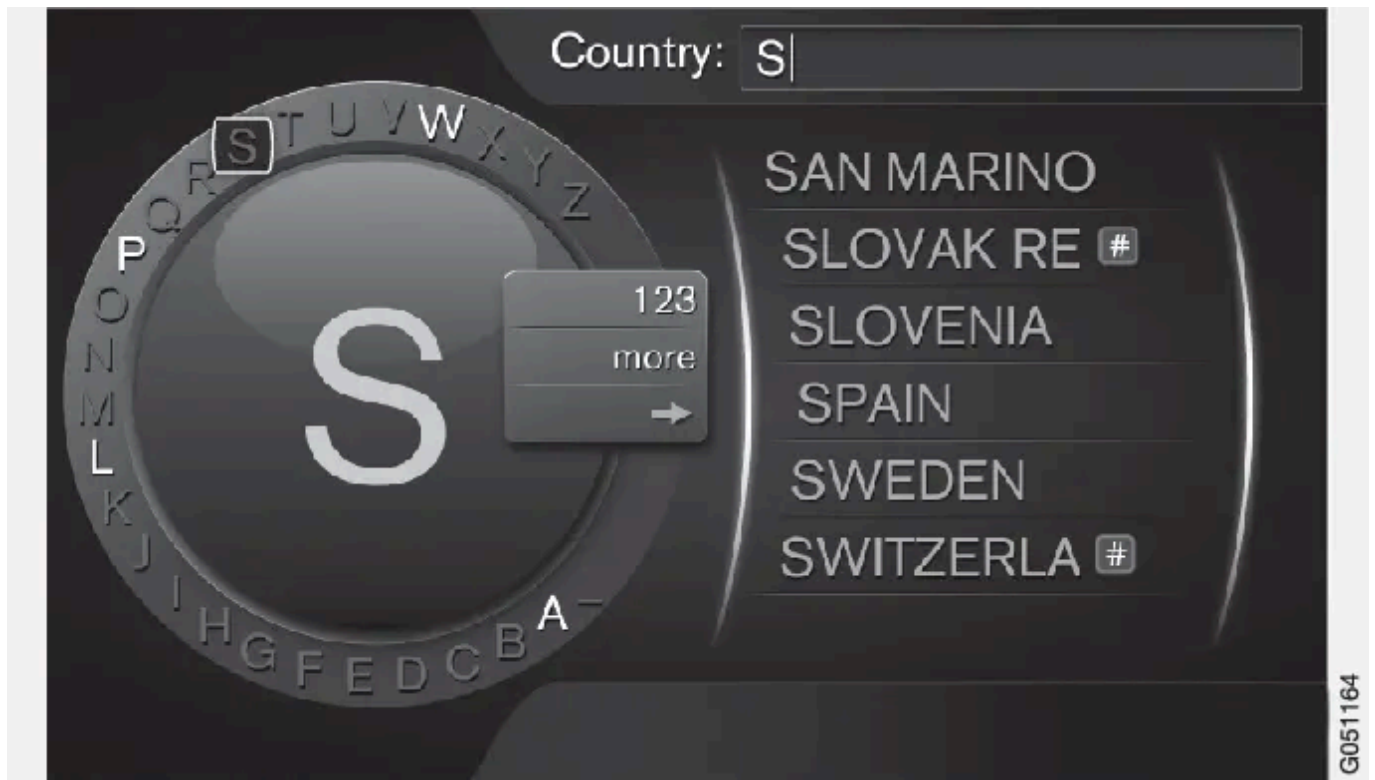 Country: S
S T U V W X Y Z
R
Q
P
O
N
M
L
K
J
I
H
G
F
E
D
C
B
A
_
S
123
more
→
SAN MARINO
SLOVAK RE #
SLOVENIA
SPAIN
SWEDEN
SWITZERLA #
G051164